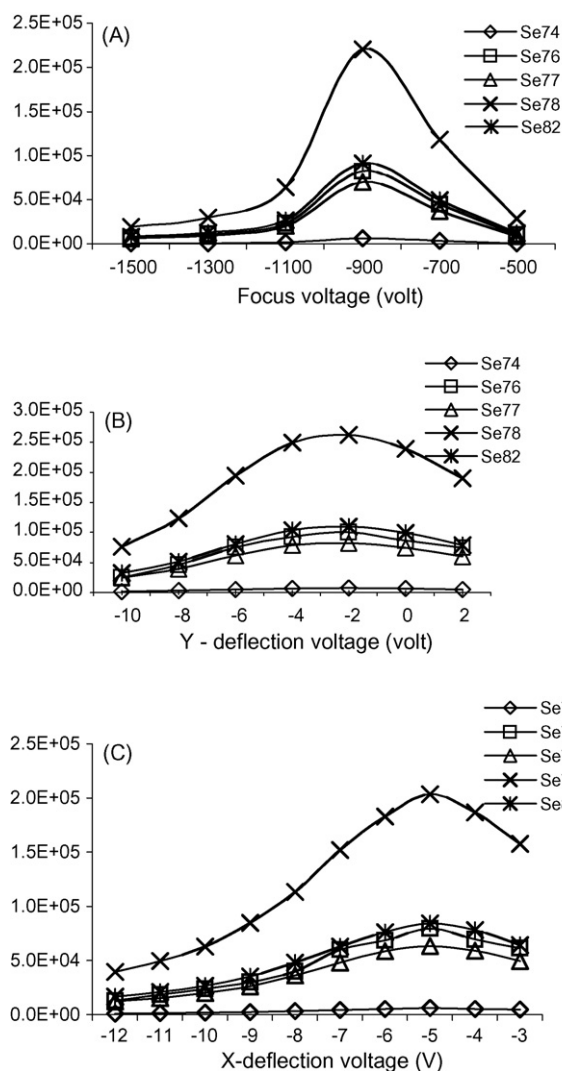 (A)
Se74
Se76
Se77
Se78
Se82
2.5E+05
2.0E+05
1.5E+05
1.0E+05
5.0E+04
0.0E+00
-1500 -1300 -1100 -900 -700 -500
Focus voltage (volt)
(B)
Se74
Se76
Se77
Se78
Se82
3.0E+05
2.5E+05
2.0E+05
1.5E+05
1.0E+05
5.0E+04
0.0E+00
-10 -8 -6 -4 -2 0 2
Y - deflection voltage (volt)
(C)
Se
Se
Se
Se
Se
2.5E+05
2.0E+05
1.5E+05
1.0E+05
5.0E+04
0.0E+00
-12 -11 -10 -9 -8 -7 -6 -5 -4 -3
X-deflection voltage (V)